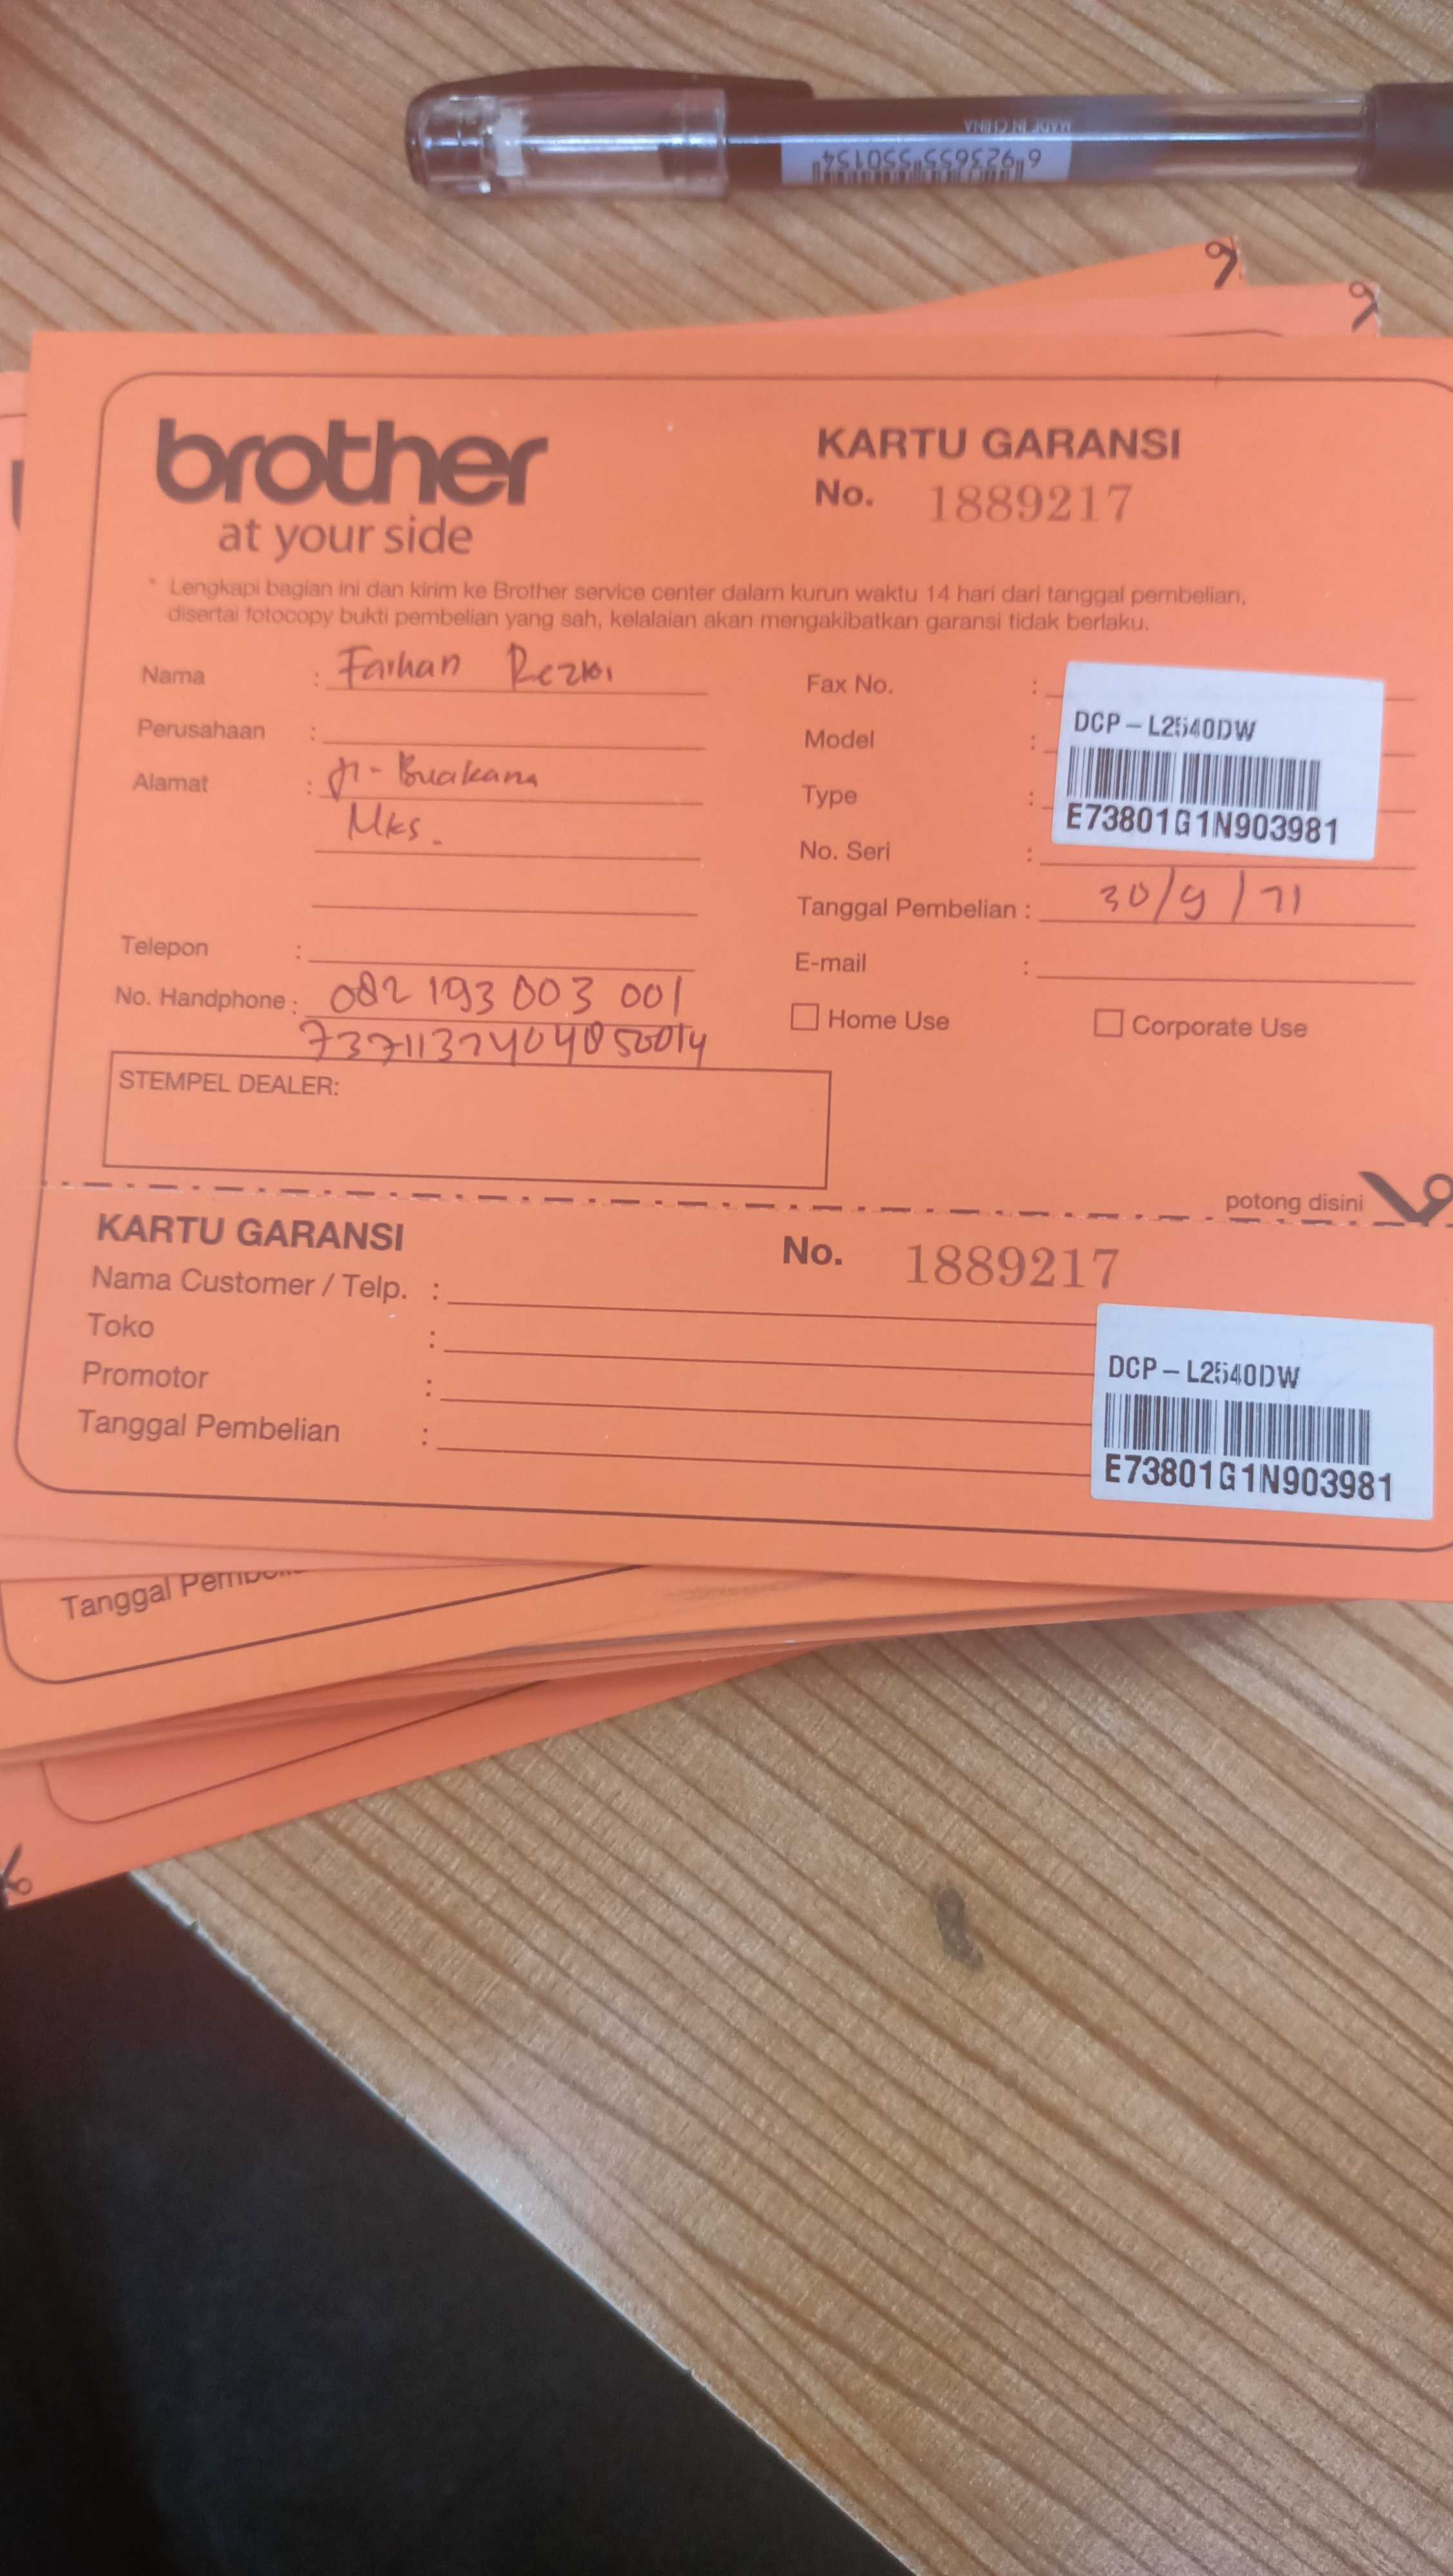 MADE IN CHINA
6 923655 550154
brother
at your side
KARTU GARANSI
No. 1889217
* Lengkapi bagian ini dan kirim ke Brother service center dalam kurun waktu 14 hari dari tanggal pembelian,
disertai fotocopy bukti pembelian yang sah, kelalaian akan mengakibatkan garansi tidak berlaku.
Nama : Farhan Rezki
Perusahaan :
Alamat : Jl - Buakana
Mks.
Telepon :
No. Handphone : 082 193 003 001
STEMPEL DEALER:
Fax No. :
Model :
Type :
No. Seri :
DCP-L2540DW
E73801G1N903981
Tanggal Pembelian : 30/9/21
E-mail :
Home Use
Corporate Use
potong disini
KARTU GARANSI
No. 1889217
Nama Customer / Telp. :
Toko :
Promotor :
Tanggal Pembelian :
DCP-L2540DW
E73801G1N903981
Tanggal